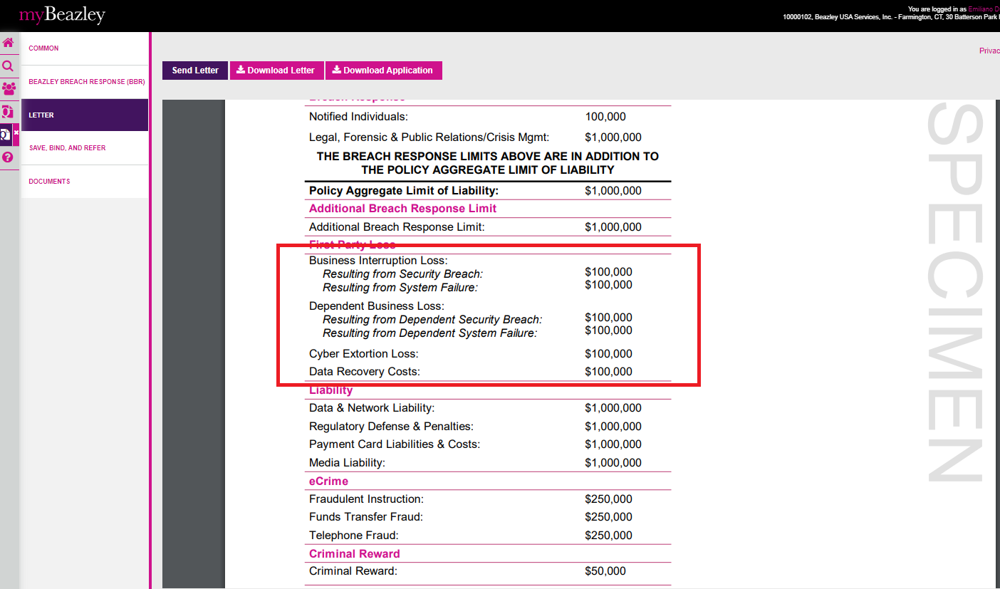 myBeazley
You are logged in as Emiliano
10000102, Beazley USA Services, Inc. - Farmington, CT, 30 Batterson Park
COMMON
Privac
Send Letter
Download Letter
Download Application
BEAZLEY BREACH RESPONSE (BBR)
LETTER
SAVE, BIND, AND REFER
DOCUMENTS
Breach Response
Notified Individuals: 100,000
Legal, Forensic & Public Relations/Crisis Mgmt: $1,000,000
THE BREACH RESPONSE LIMITS ABOVE ARE IN ADDITION TO
THE POLICY AGGREGATE LIMIT OF LIABILITY
Policy Aggregate Limit of Liability: $1,000,000
Additional Breach Response Limit
Additional Breach Response Limit: $1,000,000
First Party Loss
Business Interruption Loss:
Resulting from Security Breach: $100,000
Resulting from System Failure: $100,000
Dependent Business Loss:
Resulting from Dependent Security Breach: $100,000
Resulting from Dependent System Failure: $100,000
Cyber Extortion Loss: $100,000
Data Recovery Costs: $100,000
Liability
Data & Network Liability: $1,000,000
Regulatory Defense & Penalties: $1,000,000
Payment Card Liabilities & Costs: $1,000,000
Media Liability: $1,000,000
eCrime
Fraudulent Instruction: $250,000
Funds Transfer Fraud: $250,000
Telephone Fraud: $250,000
Criminal Reward
Criminal Reward: $50,000
SPECIMEN